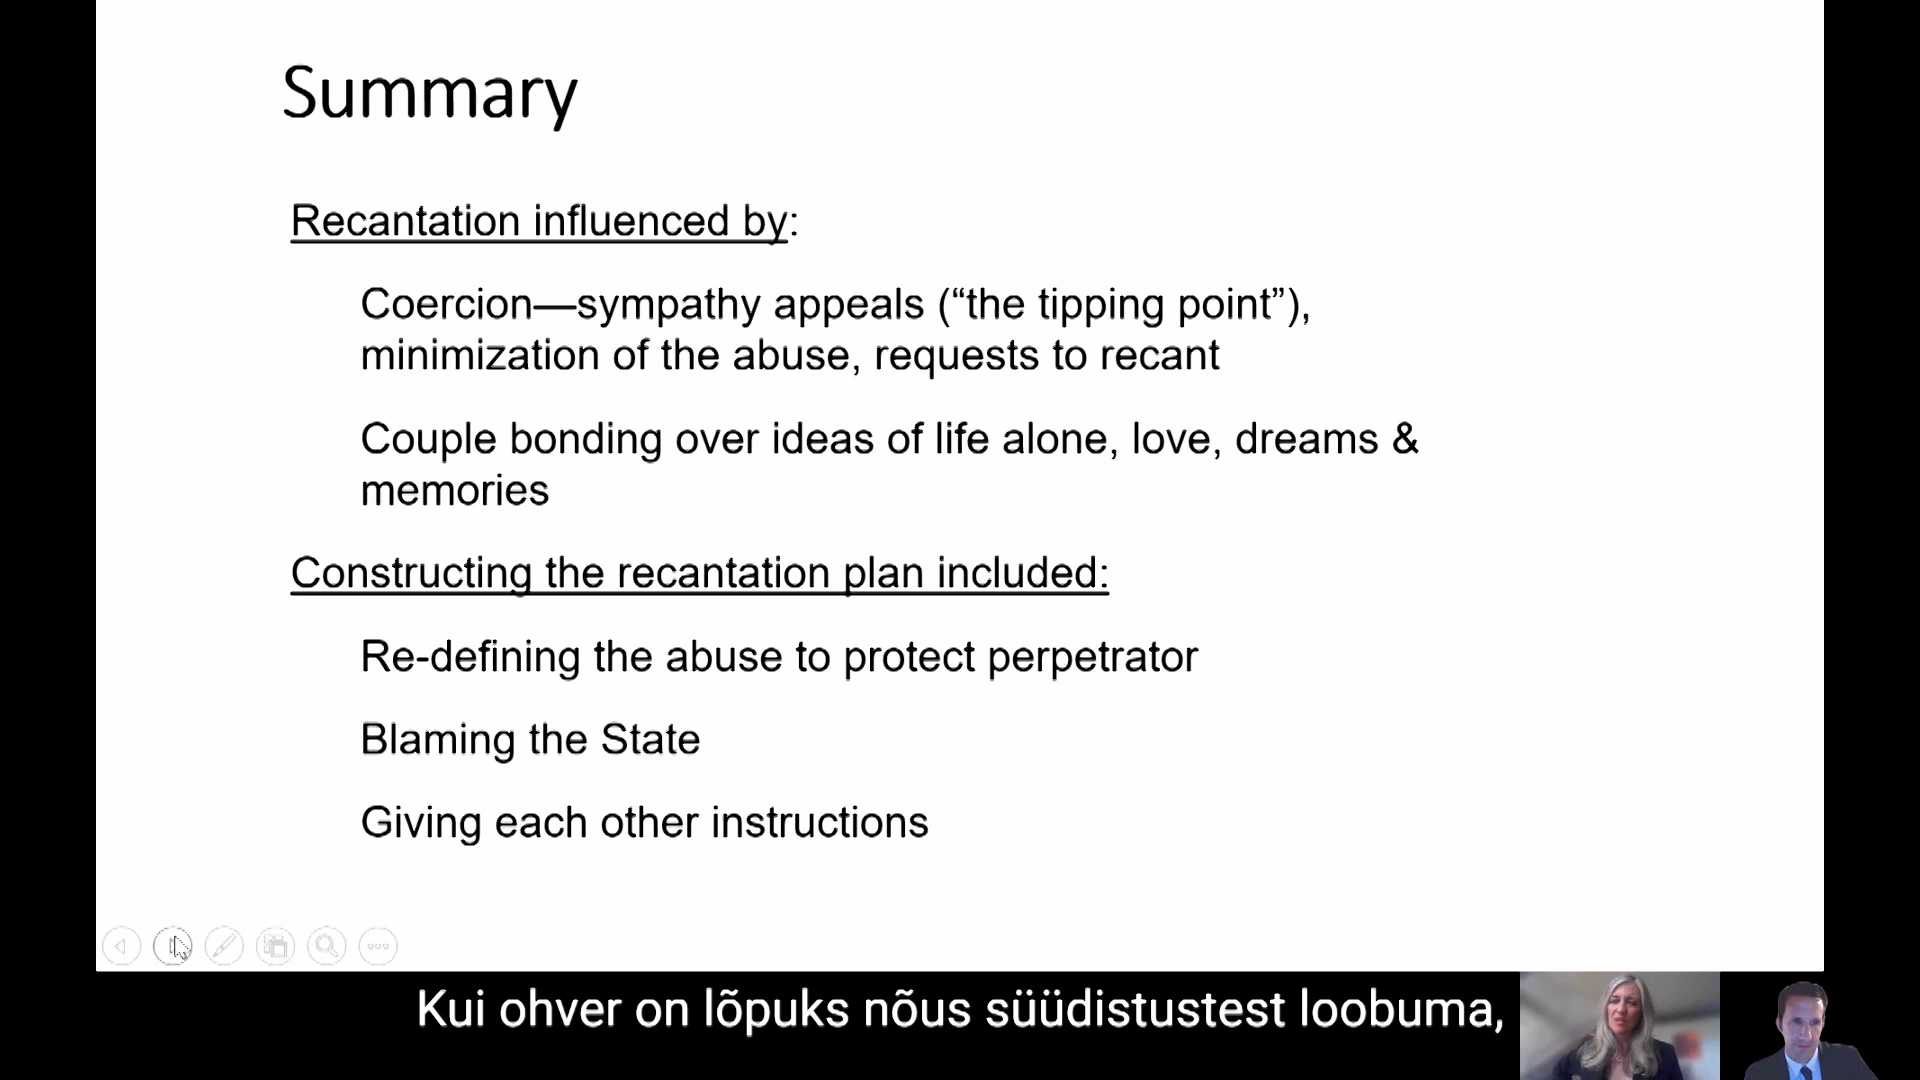 Summary
Recantation influenced by:
Coercion—sympathy appeals (“the tipping point”),
minimization of the abuse, requests to recant
Couple bonding over ideas of life alone, love, dreams &
memories
Constructing the recantation plan included:
Re-defining the abuse to protect perpetrator
Blaming the State
Giving each other instructions
Kui ohver on lõpuks nõus süüdistustest loobuma,